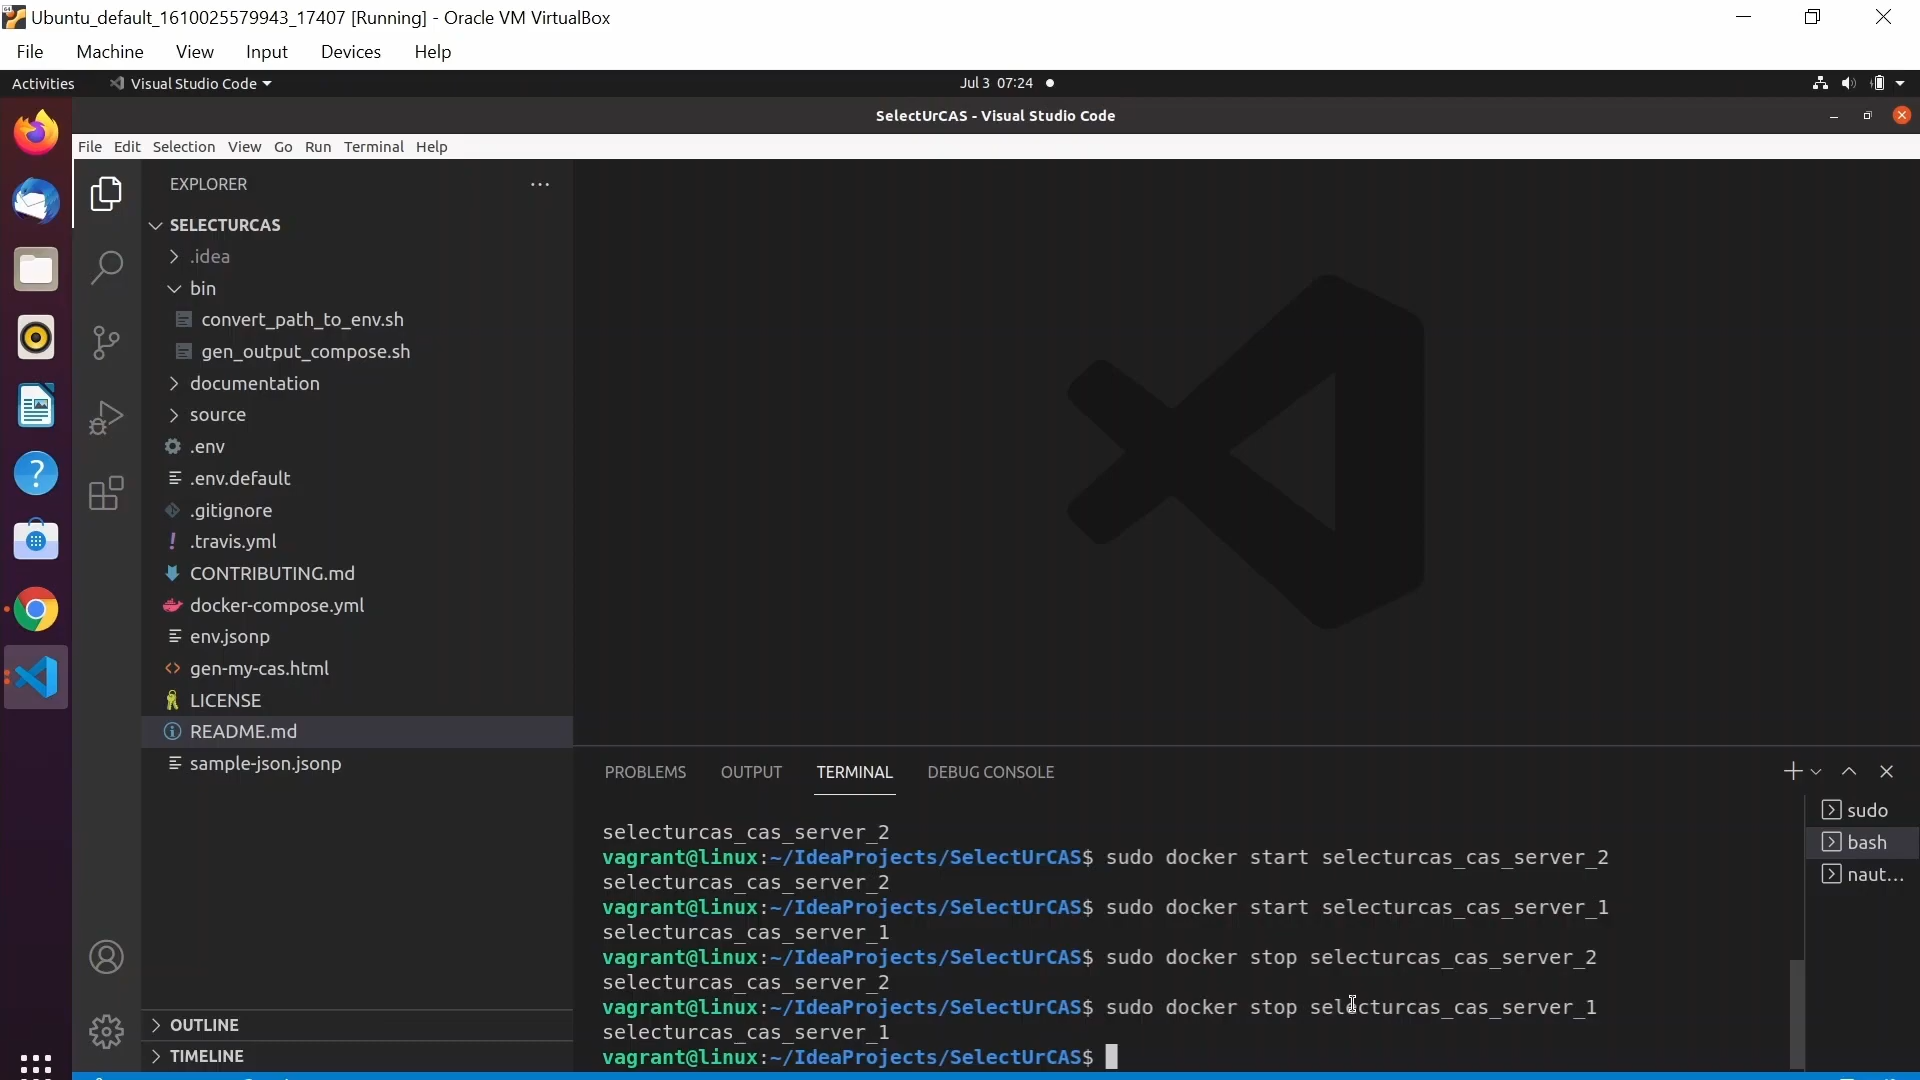 Ubuntu_default_1610025579943_17407 [Running] - Oracle VM VirtualBox
File Machine View Input Devices Help
Activities Visual Studio Code Jul 3 07:24
SelectUrCAS - Visual Studio Code
File Edit Selection View Go Run Terminal Help
EXPLORER
SELECTURCAS
.idea
bin
convert_path_to_env.sh
gen_output_compose.sh
documentation
source
.env
.env.default
.gitignore
.travis.yml
CONTRIBUTING.md
docker-compose.yml
env.jsonp
gen-my-cas.html
LICENSE
README.md
sample-json.jsonp
OUTLINE
TIMELINE
PROBLEMS OUTPUT TERMINAL DEBUG CONSOLE
selecturcas_cas_server_2
vagrant@linux:~/IdeaProjects/SelectUrCAS$ sudo docker start selecturcas_cas_server_2
selecturcas_cas_server_2
vagrant@linux:~/IdeaProjects/SelectUrCAS$ sudo docker start selecturcas_cas_server_1
selecturcas_cas_server_1
vagrant@linux:~/IdeaProjects/SelectUrCAS$ sudo docker stop selecturcas_cas_server_2
selecturcas_cas_server_2
vagrant@linux:~/IdeaProjects/SelectUrCAS$ sudo docker stop selecturcas_cas_server_1
selecturcas_cas_server_1
vagrant@linux:~/IdeaProjects/SelectUrCAS$
sudo
bash
naut...